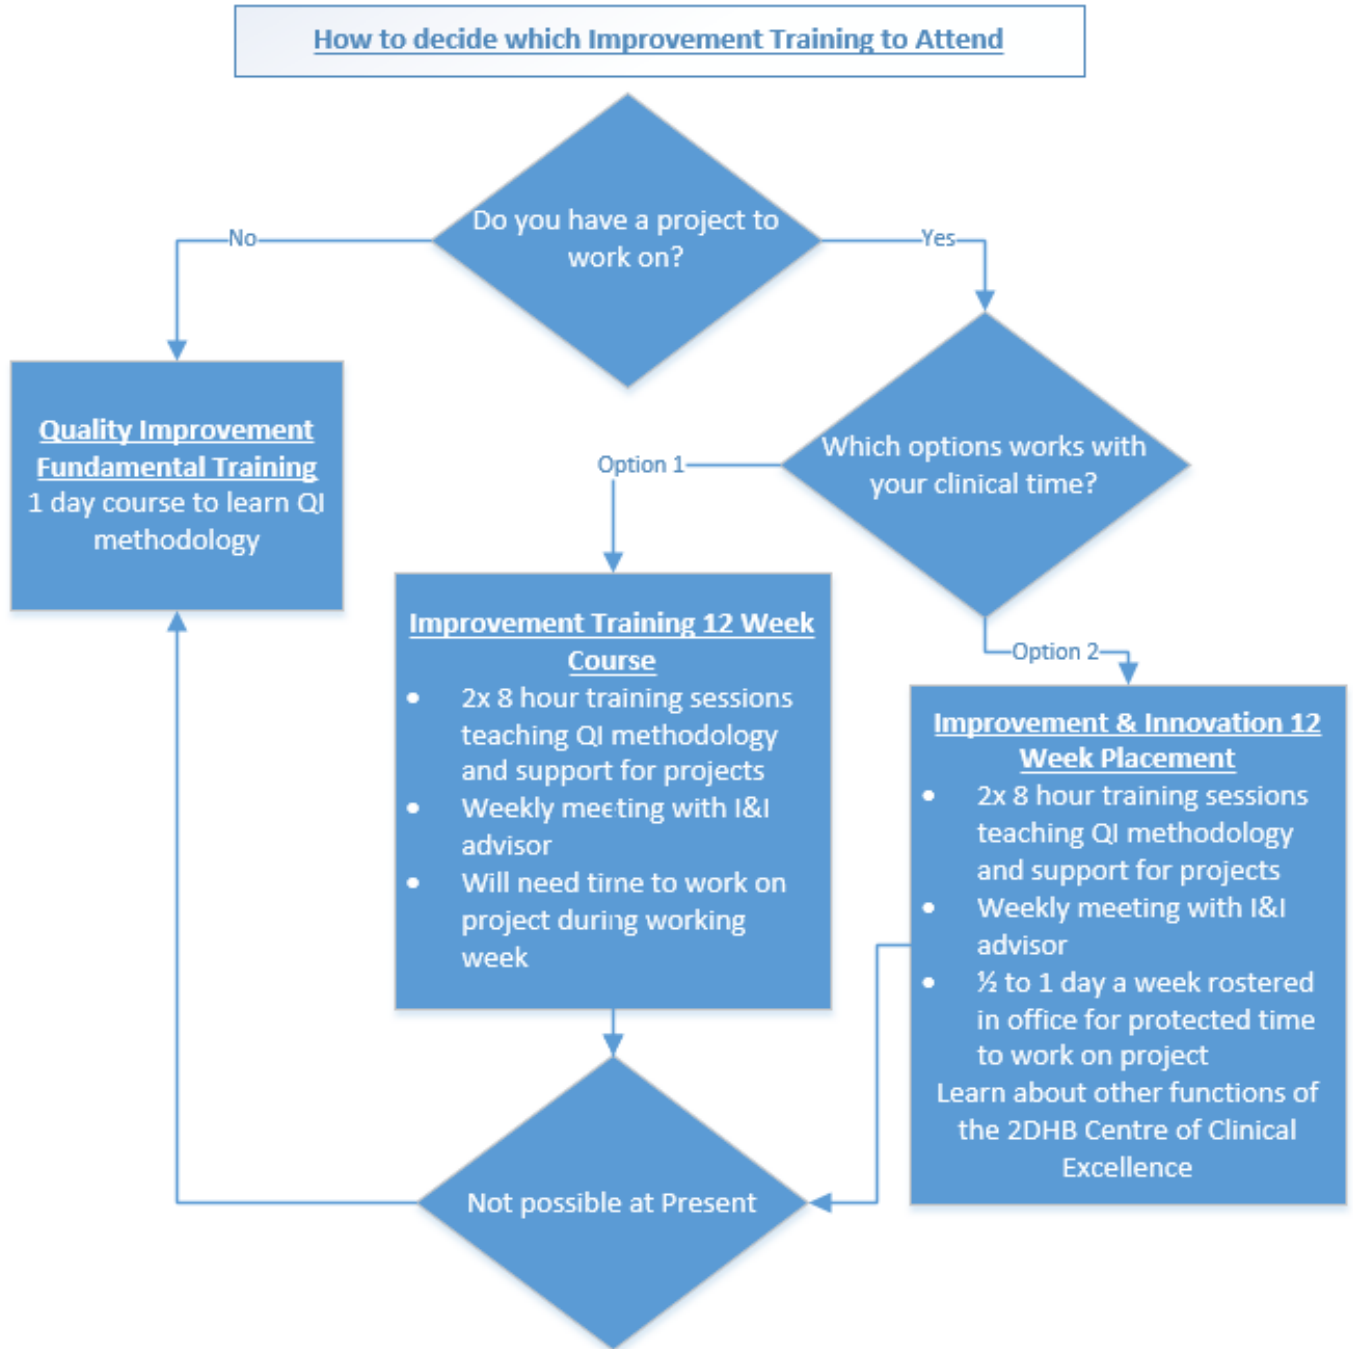 How to decide which Improvement Training to Attend
Do you have a project to
work on?
No
Yes
Quality Improvement
Fundamental Training
1 day course to learn QI
methodology
Which options works with
your clinical time?
Option 1
Option 2
Improvement Training 12 Week
Course
• 2x 8 hour training sessions
teaching QI methodology
and support for projects
• Weekly meeting with I&I
advisor
• Will need time to work on
project during working
week
Improvement & Innovation 12
Week Placement
• 2x 8 hour training sessions
teaching QI methodology
and support for projects
• Weekly meeting with I&I
advisor
• ½ to 1 day a week rostered
in office for protected time
to work on project
Learn about other functions of
the 2DHB Centre of Clinical
Excellence
Not possible at Present